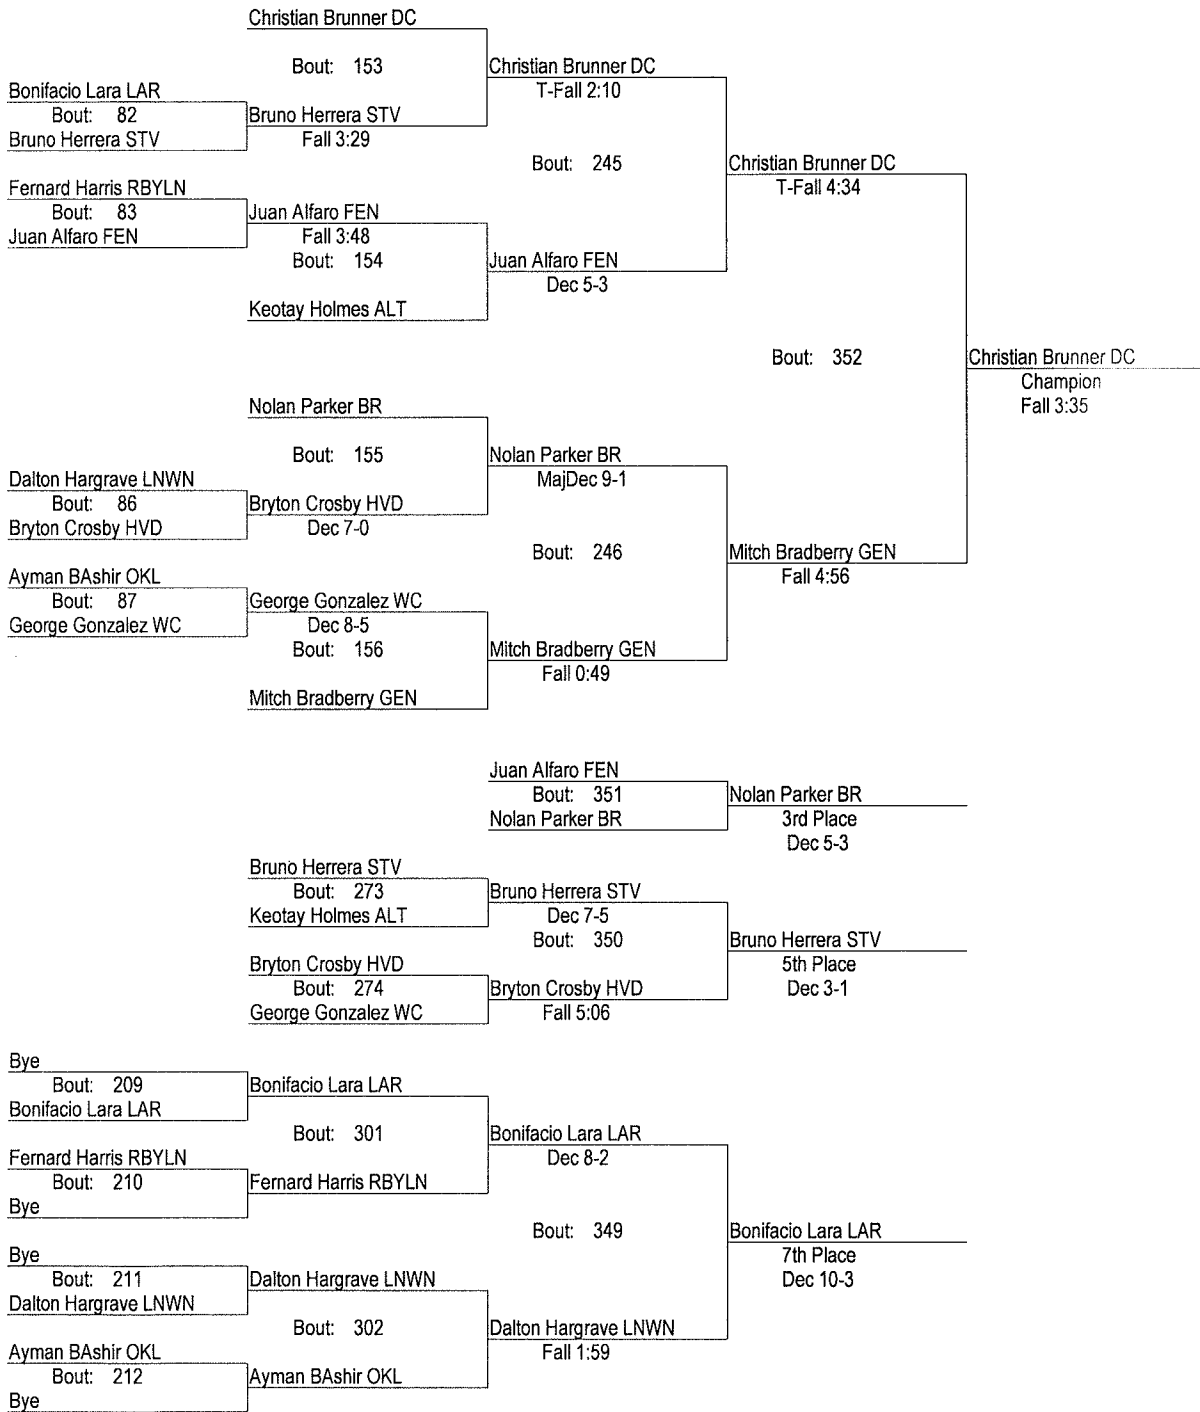 Christian Brunner DC
Bout: 153
Christian Brunner DC
T-Fall 2:10
Bonifacio Lara LAR
Bout: 82
Bruno Herrera STV
Bruno Herrera STV
Fall 3:29
Bout: 245
Christian Brunner DC
T-Fall 4:34
Fernard Harris RBYLN
Bout: 83
Juan Alfaro FEN
Juan Alfaro FEN
Fall 3:48
Bout: 154
Juan Alfaro FEN
Dec 5-3
Keotay Holmes ALT
Bout: 352
Christian Brunner DC
Champion
Fall 3:35
Nolan Parker BR
Bout: 155
Nolan Parker BR
MajDec 9-1
Dalton Hargrave LNWN
Bout: 86
Bryton Crosby HVD
Bryton Crosby HVD
Dec 7-0
Bout: 246
Mitch Bradberry GEN
Fall 4:56
Ayman BAshir OKL
Bout: 87
George Gonzalez WC
George Gonzalez WC
Dec 8-5
Bout: 156
Mitch Bradberry GEN
Fall 0:49
Mitch Bradberry GEN
Juan Alfaro FEN
Bout: 351
Nolan Parker BR
Nolan Parker BR
3rd Place
Dec 5-3
Bruno Herrera STV
Bout: 273
Keotay Holmes ALT
Bruno Herrera STV
Dec 7-5
Bout: 350
Bruno Herrera STV
5th Place
Dec 3-1
Bryton Crosby HVD
Bout: 274
George Gonzalez WC
Bryton Crosby HVD
Fall 5:06
Bye
Bout: 209
Bonifacio Lara LAR
Bonifacio Lara LAR
Bout: 301
Bonifacio Lara LAR
Dec 8-2
Fernard Harris RBYLN
Bout: 210
Bye
Fernard Harris RBYLN
Bout: 349
Bonifacio Lara LAR
7th Place
Dec 10-3
Bye
Bout: 211
Dalton Hargrave LNWN
Dalton Hargrave LNWN
Bout: 302
Dalton Hargrave LNWN
Fall 1:59
Ayman BAshir OKL
Bout: 212
Bye
Ayman BAshir OKL